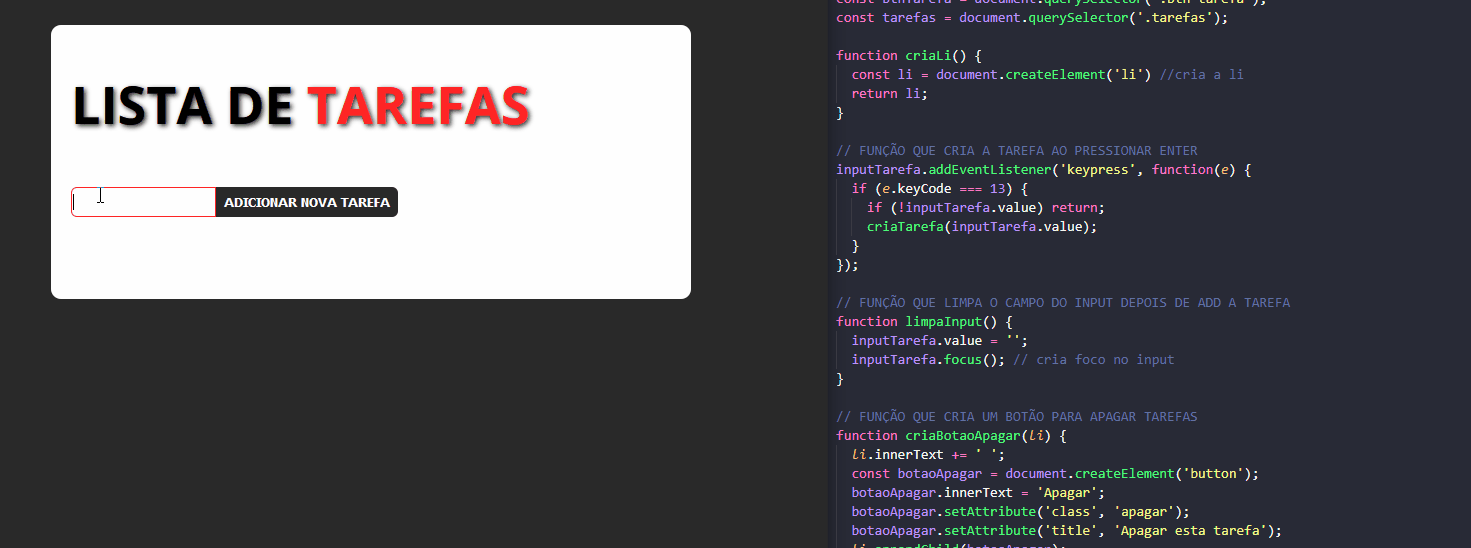 LISTA DE TAREFAS
ADICIONAR NOVA TAREFA
const btnTarefa = document.querySelector('.btn-tarefa');
const tarefas = document.querySelector('.tarefas');
function criaLi() {
const li = document.createElement('li') //cria a li
return li;
}
// FUNÇÃO QUE CRIA A TAREFA AO PRESSIONAR ENTER
inputTarefa.addEventListener('keypress', function(e) {
if (e.keyCode === 13) {
if (!inputTarefa.value) return;
criaTarefa(inputTarefa.value);
}
});
// FUNÇÃO QUE LIMPA O CAMPO DO INPUT DEPOIS DE ADD A TAREFA
function limpaInput() {
inputTarefa.value = '';
inputTarefa.focus(); // cria foco no input
}
// FUNÇÃO QUE CRIA UM BOTÃO PARA APAGAR TAREFAS
function criaBotaoApagar(li) {
li.innerText += ' ';
const botaoApagar = document.createElement('button');
botaoApagar.innerText = 'Apagar';
botaoApagar.setAttribute('class', 'apagar');
botaoApagar.setAttribute('title', 'Apagar esta tarefa');
li.appendChild(botaoApagar);